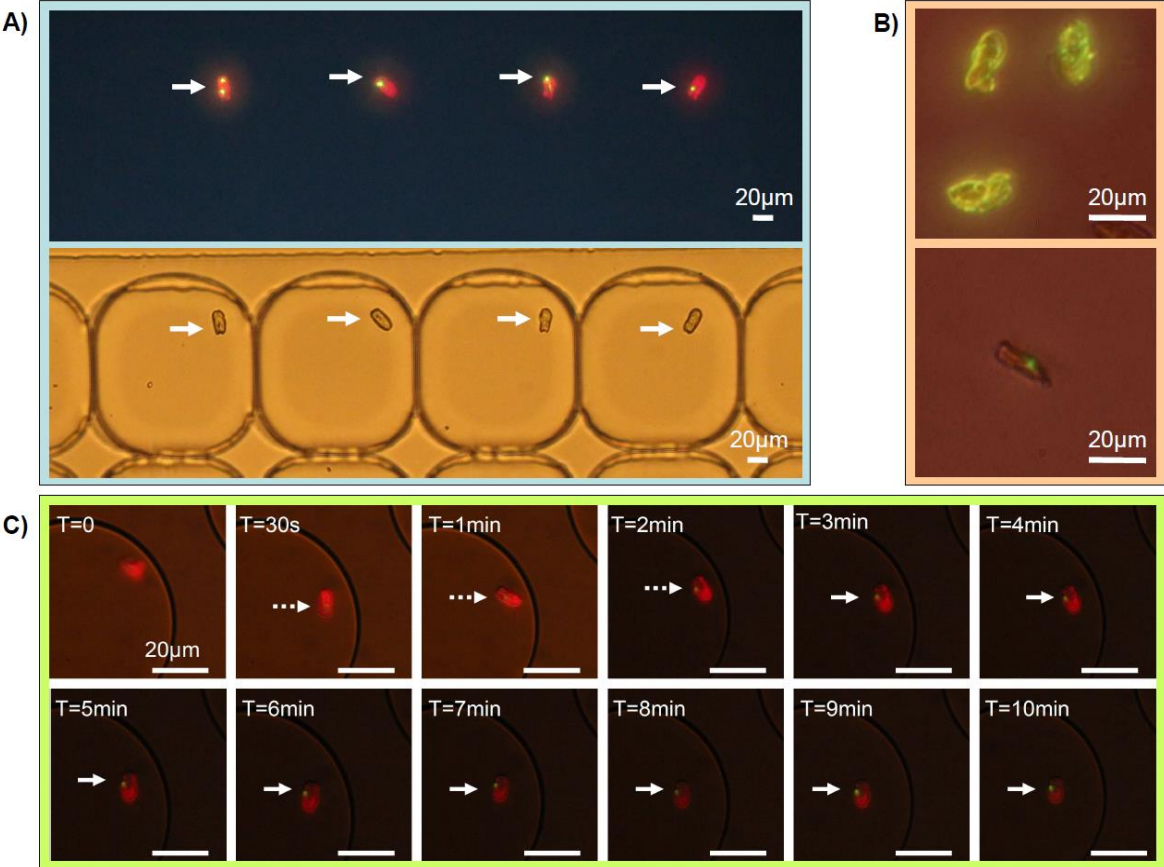 A)
20µm
20µm
B)
20µm
20µm
C)
T=0
T=30s
T=1min
T=2min
T=3min
T=4min
20µm
T=5min
T=6min
T=7min
T=8min
T=9min
T=10min